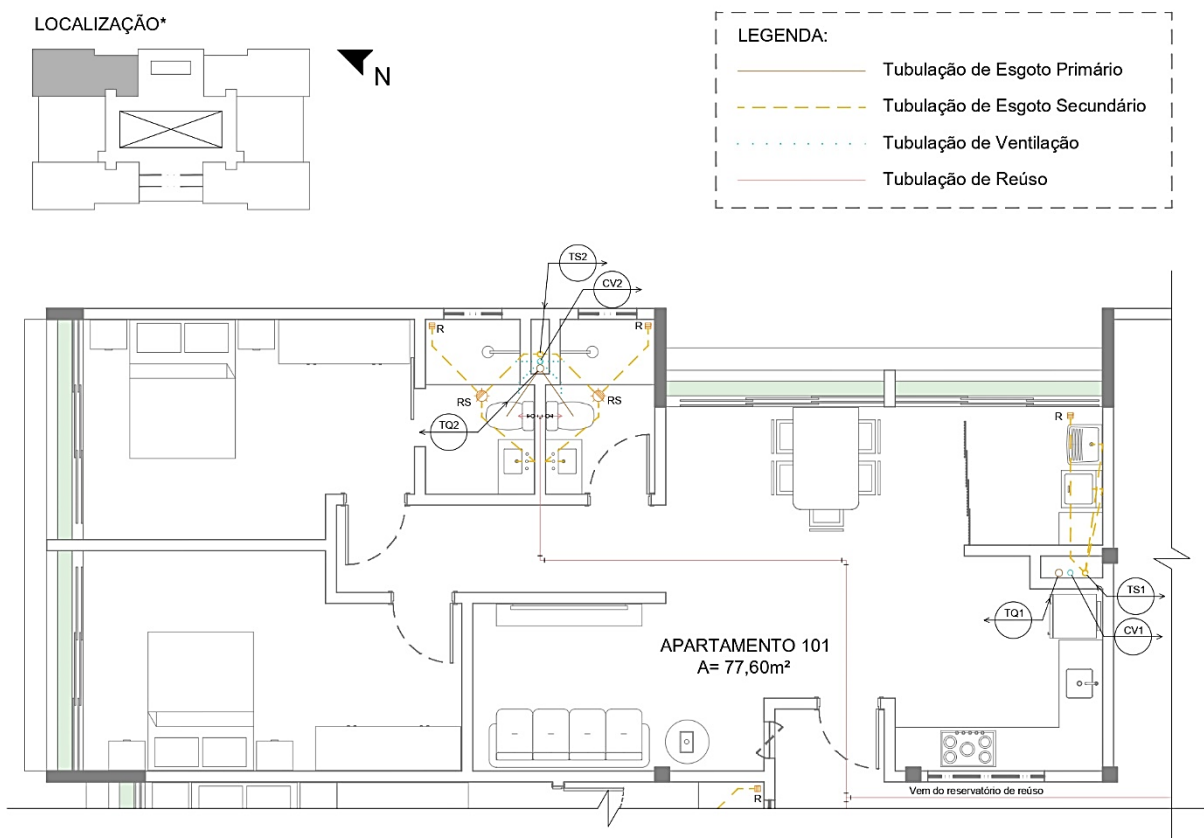 LOCALIZAÇÃO*
N
LEGENDA:
Tubulação de Esgoto Primário
Tubulação de Esgoto Secundário
Tubulação de Ventilação
Tubulação de Reúso
TS2
CV2
R
R
RS
RS
TQ2
R
TS1
TQ1
CV1
APARTAMENTO 101
A= 77,60m²
Vem do reservatório de reúso
R